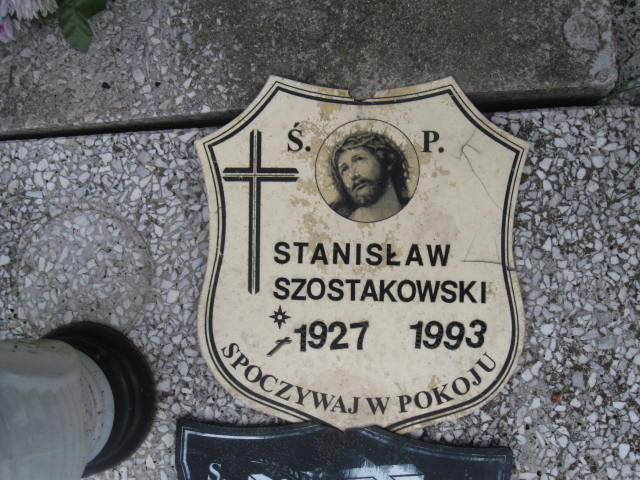 Ś. P.
STANISŁAW
SZOSTAKOWSKI
1927 1993
SPOCZYWAJ W POKOJU
Ś.